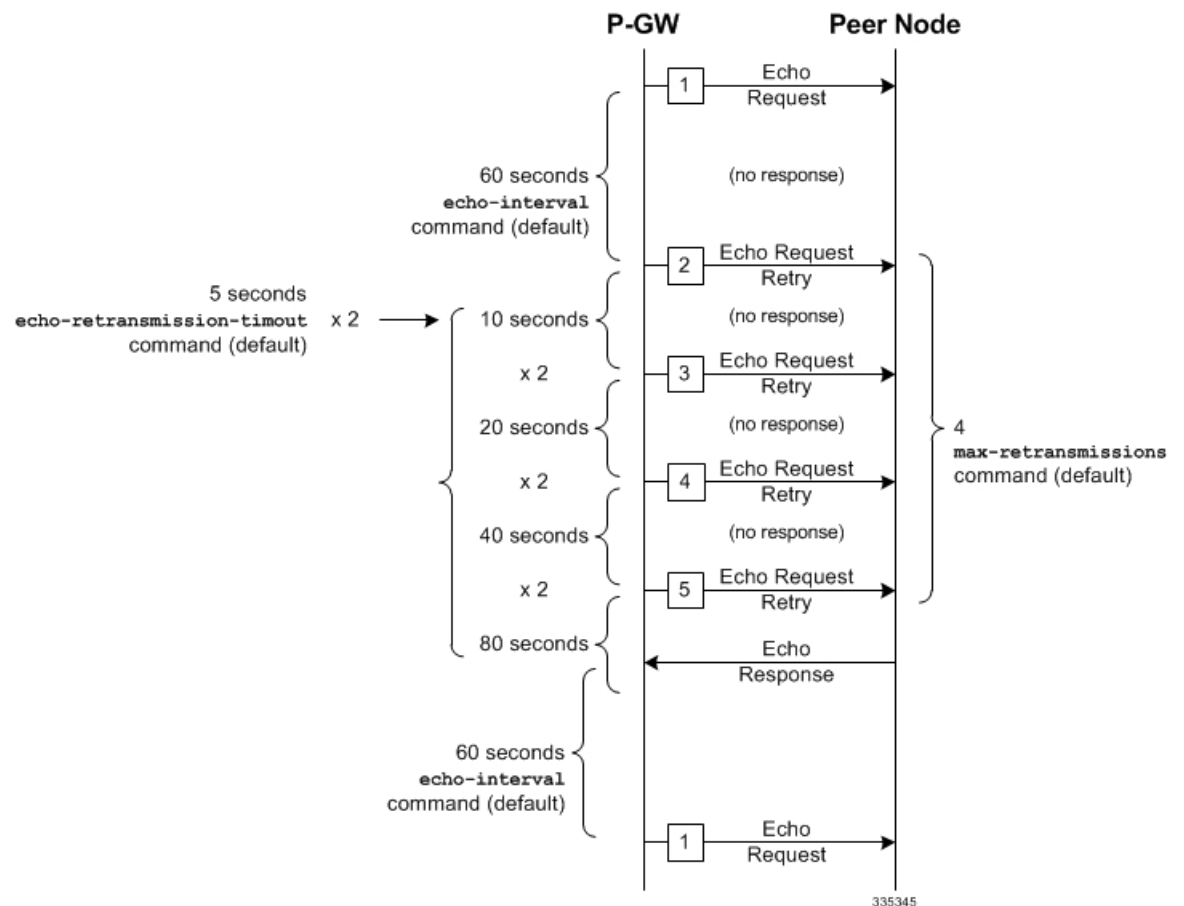 P-GW
Peer Node
1
Echo
Request
60 seconds
echo-interval
command (default)
(no response)
2
Echo Request
Retry
5 seconds
echo-retransmission-timout
command (default)
x 2
10 seconds
(no response)
x 2
3
Echo Request
Retry
20 seconds
(no response)
4
max-retransmissions
command (default)
x 2
4
Echo Request
Retry
40 seconds
(no response)
x 2
5
Echo Request
Retry
80 seconds
Echo
Response
60 seconds
echo-interval
command (default)
1
Echo
Request
335345